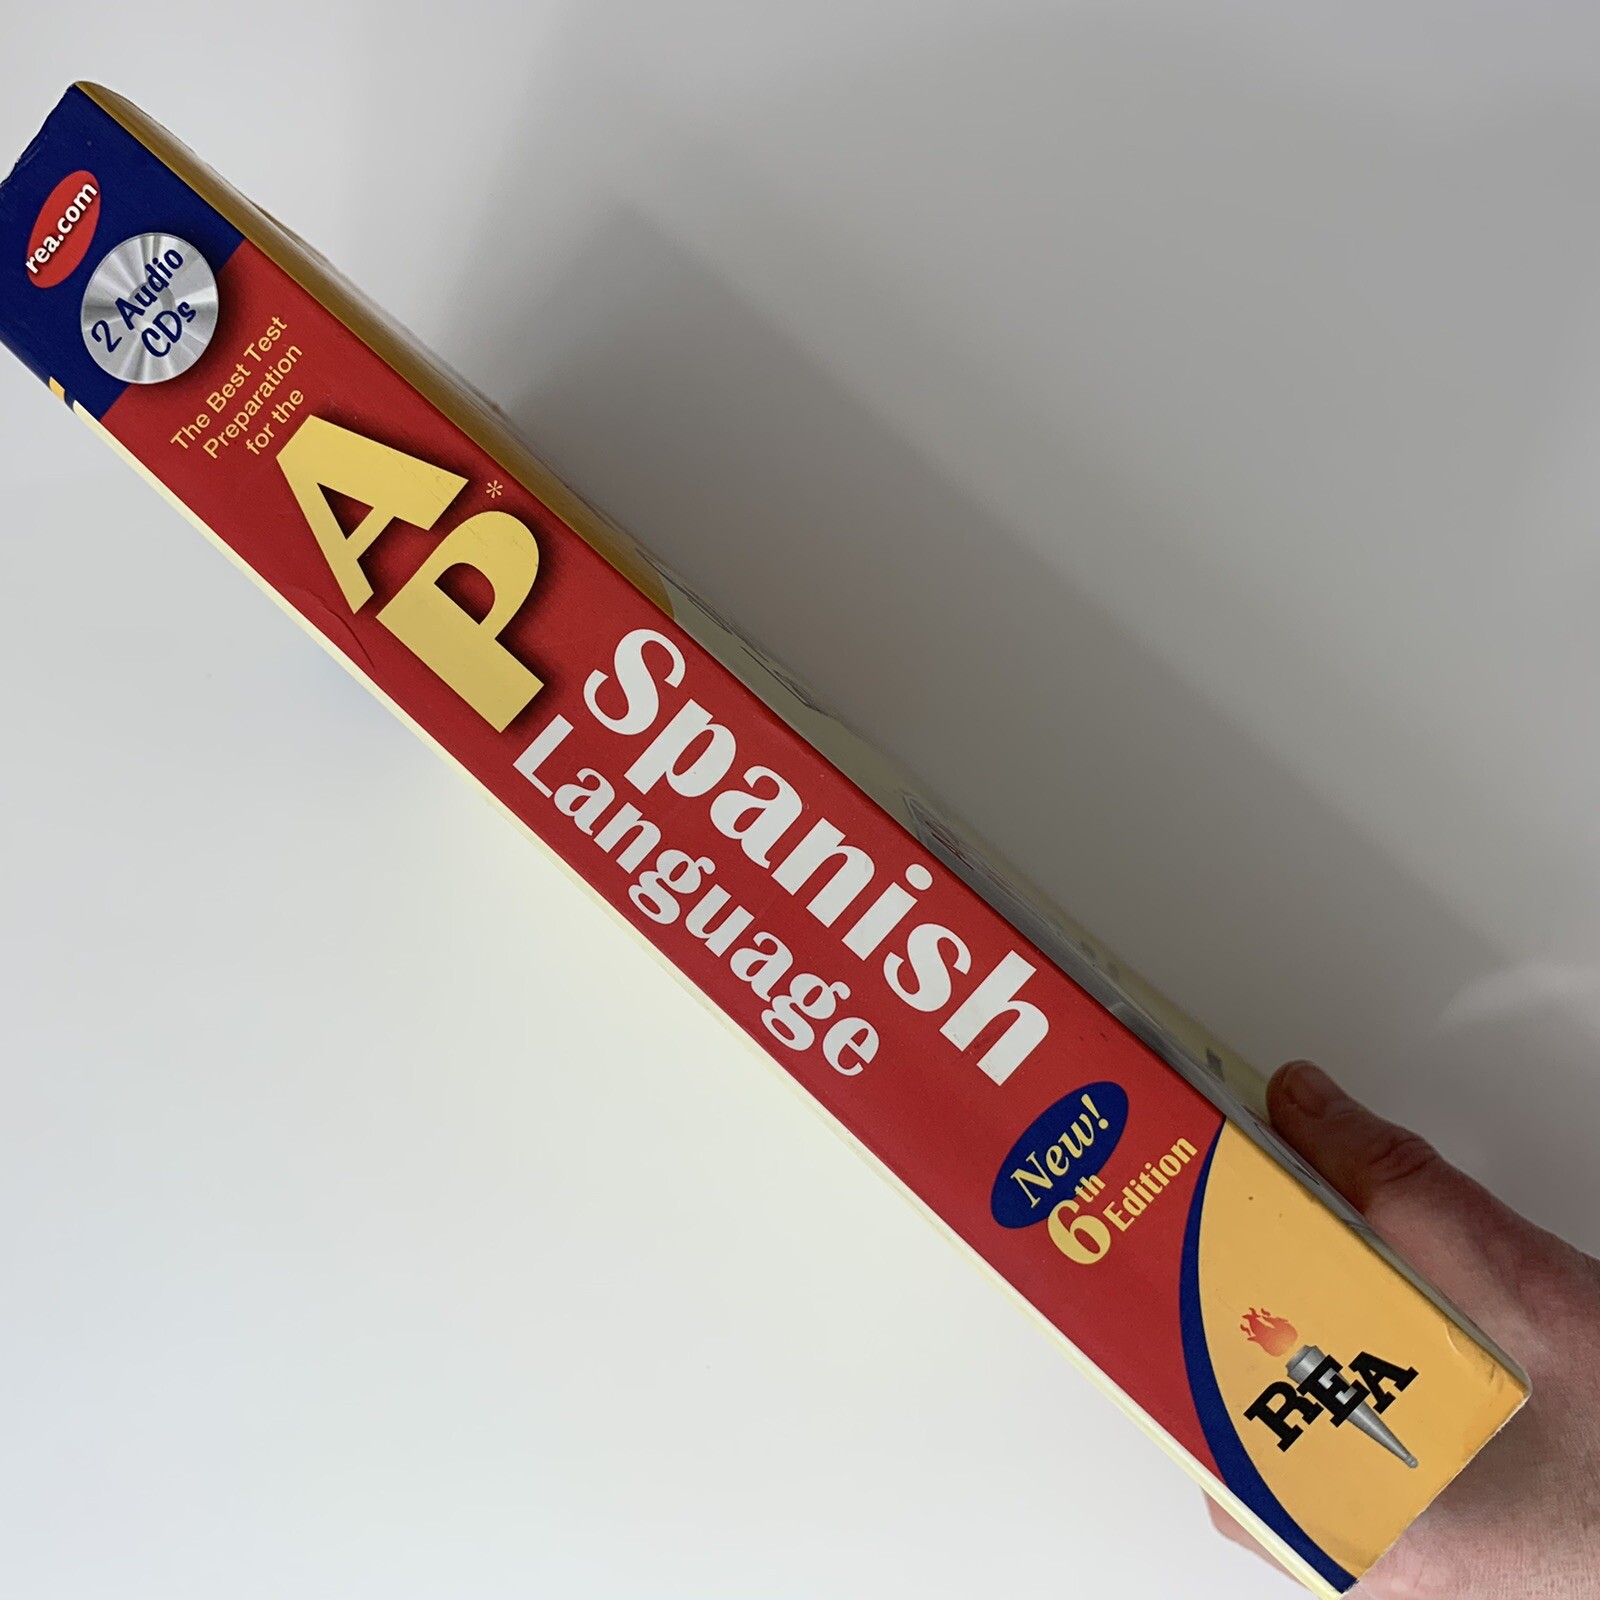 rea.com
2 Audio
CDs
The Best Test
Preparation
for the
AP*
Spanish
Language
New!
6th Edition
REA